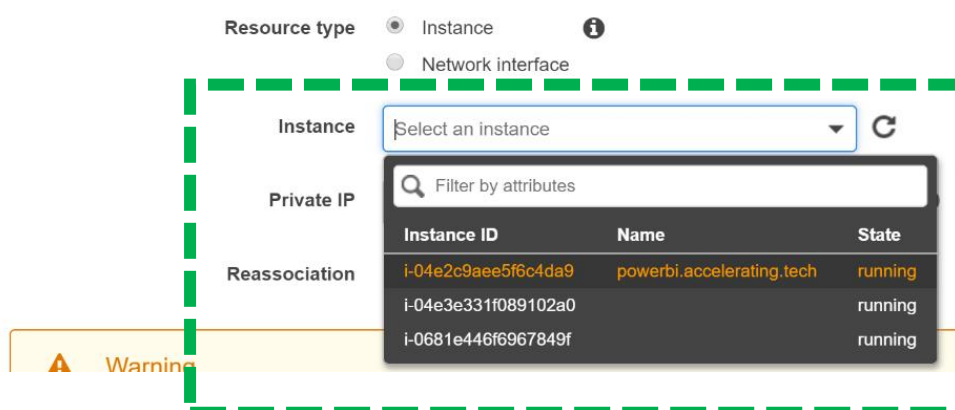 Resource type Instance
Network interface
Instance Select an instance
Filter by attributes
Private IP
Instance ID Name State
Reassociation i-04e2c9aee5f6c4da9 powerbi.accelerating.tech running
i-04e3e331f089102a0 running
i-0681e446f6967849f running
Warning